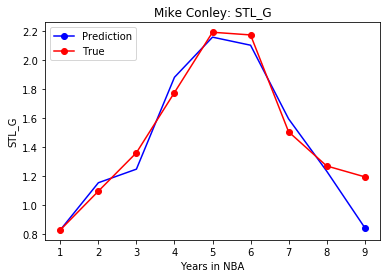 Mike Conley: STL_G
Prediction
True
2.2
2.0
1.8
1.6
1.4
1.2
1.0
0.8
STL_G
1 2 3 4 5 6 7 8 9
Years in NBA